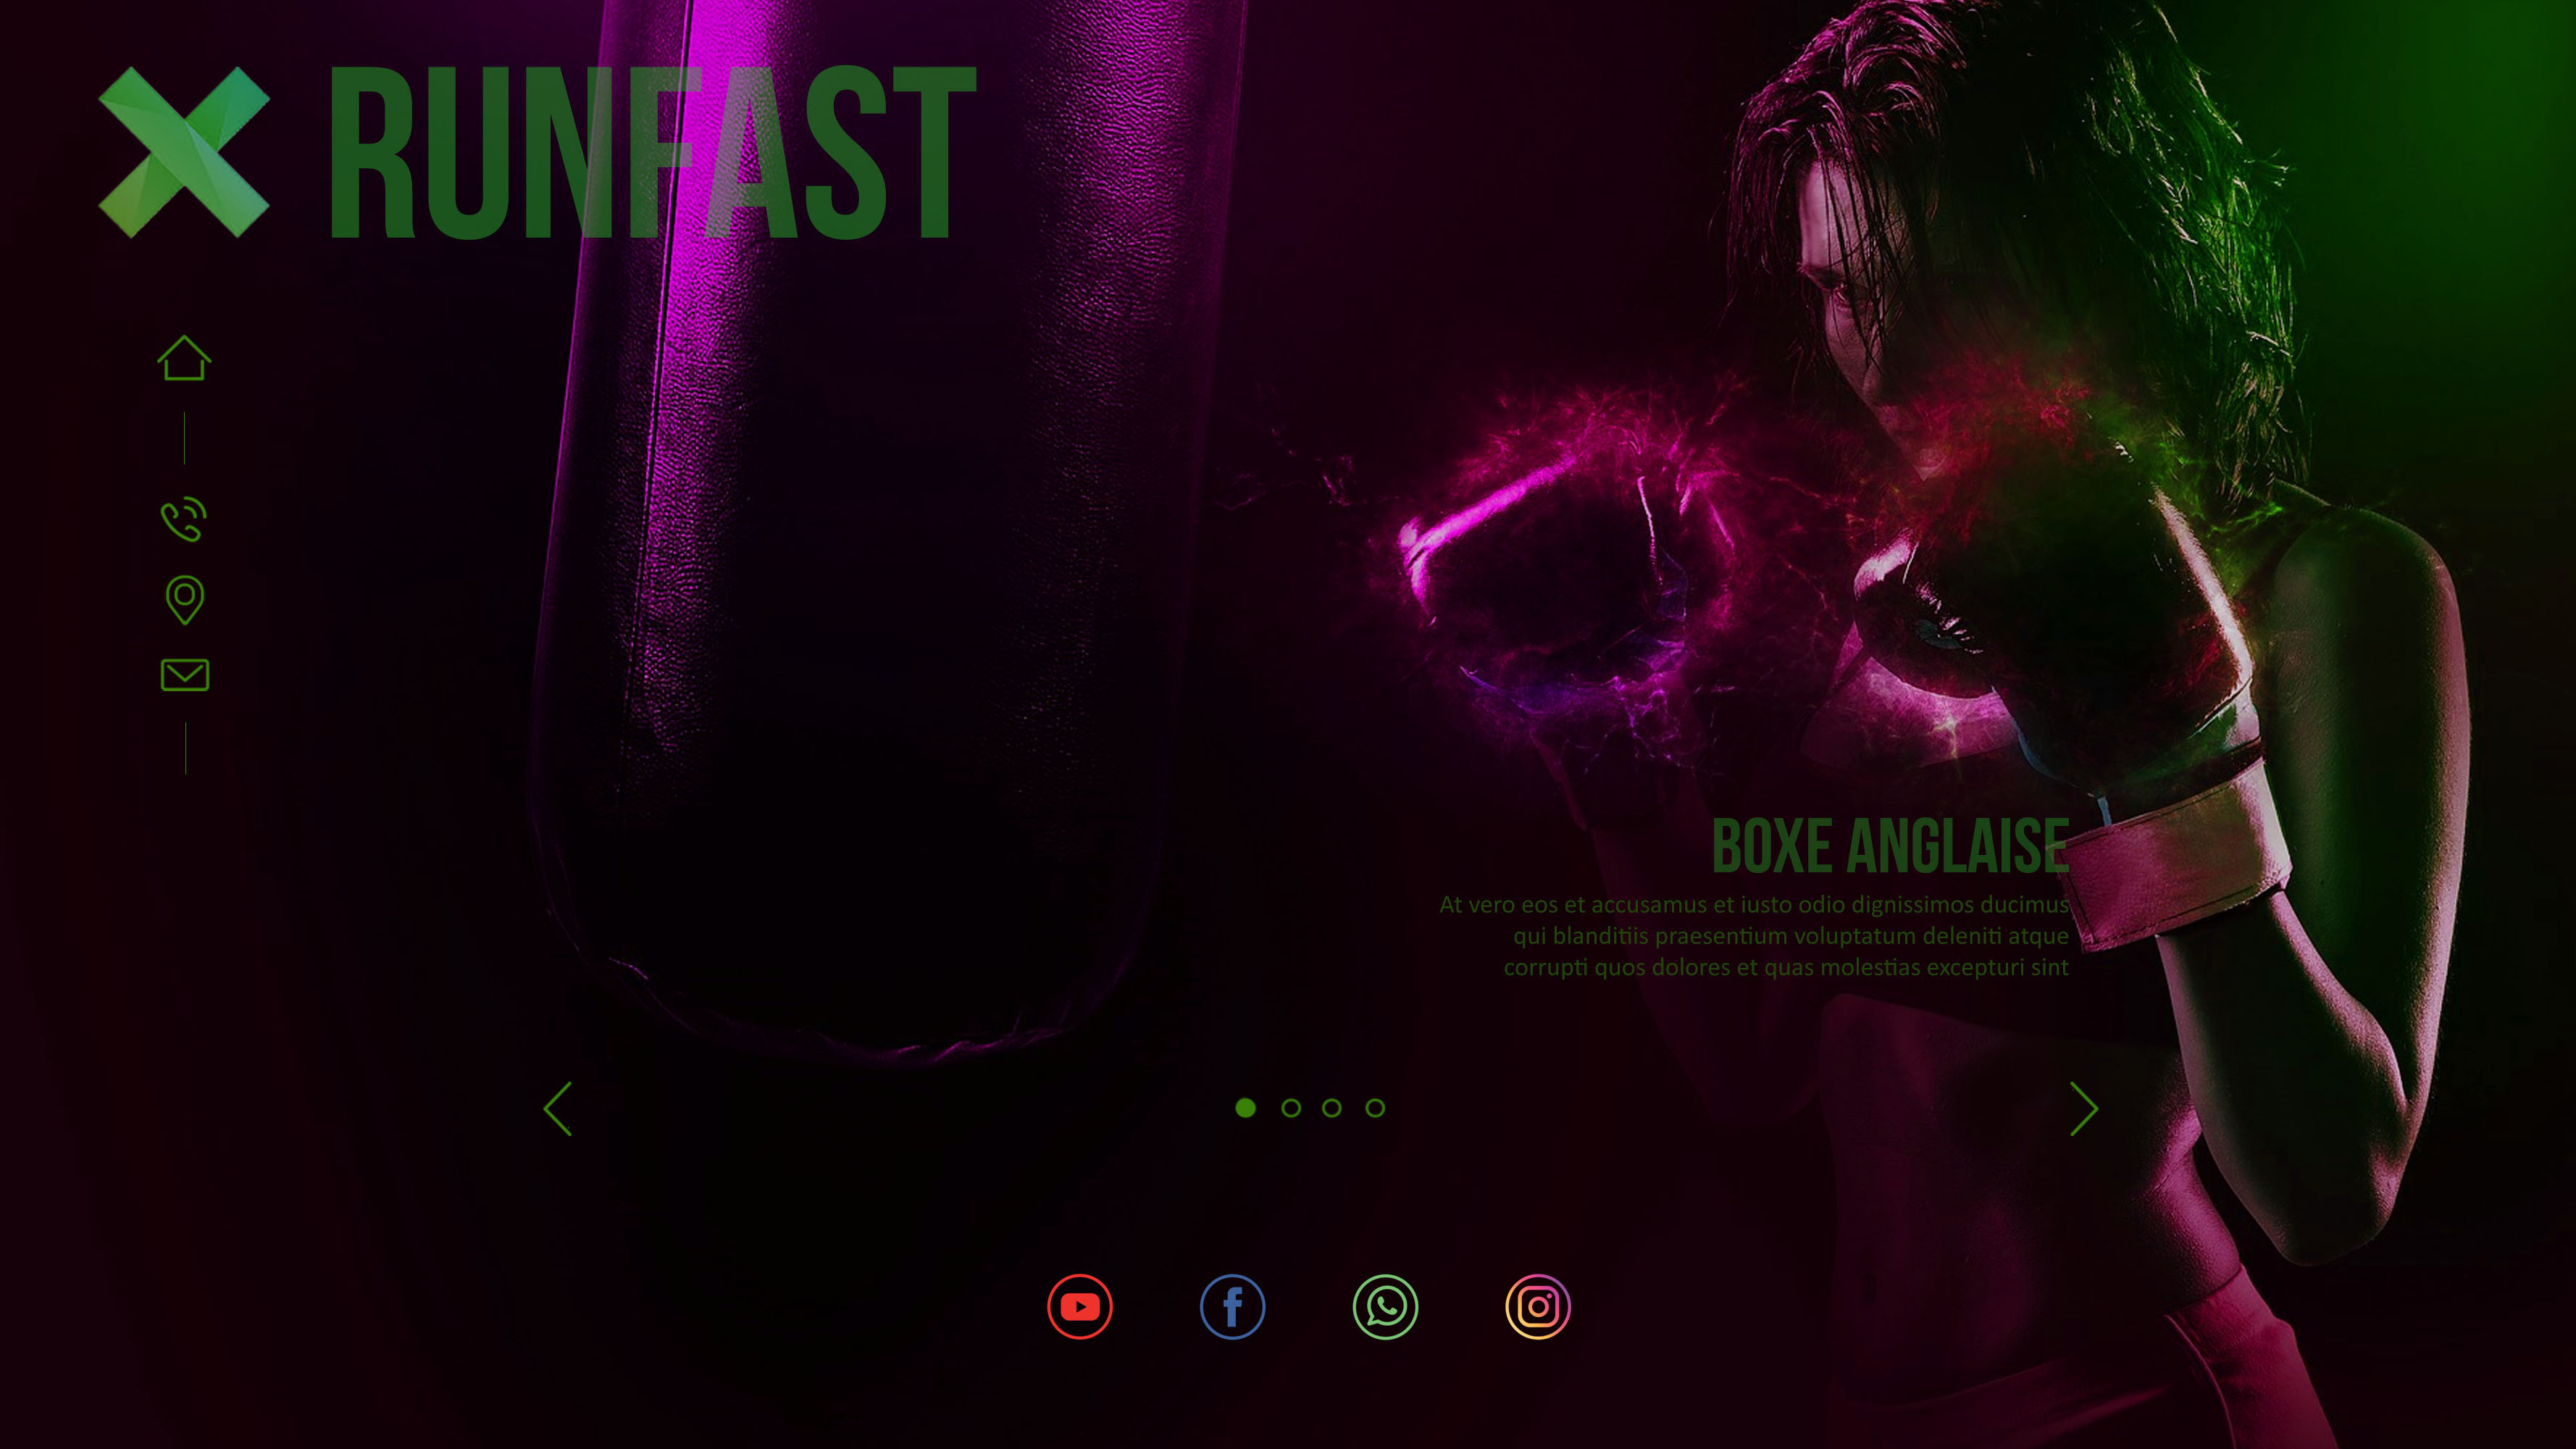 RUNFAST
BOXE ANGLAISE
At vero eos et accusamus et iusto odio dignissimos ducimus
qui blanditiis praesentium voluptatum deleniti atque
corrupti quos dolores et quas molestias excepturi sint